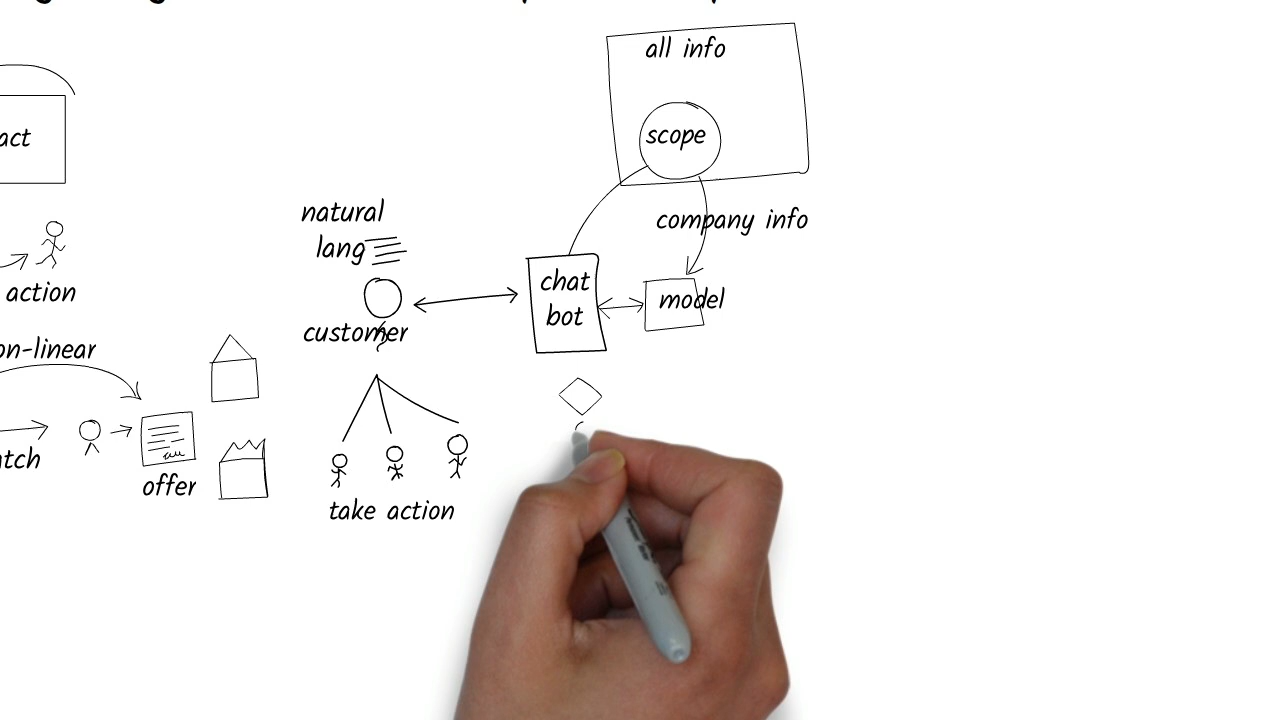 all info
act
scope
natural
lang
company info
chat
bot
action
model
customer
on-linear
tch
offer
take action